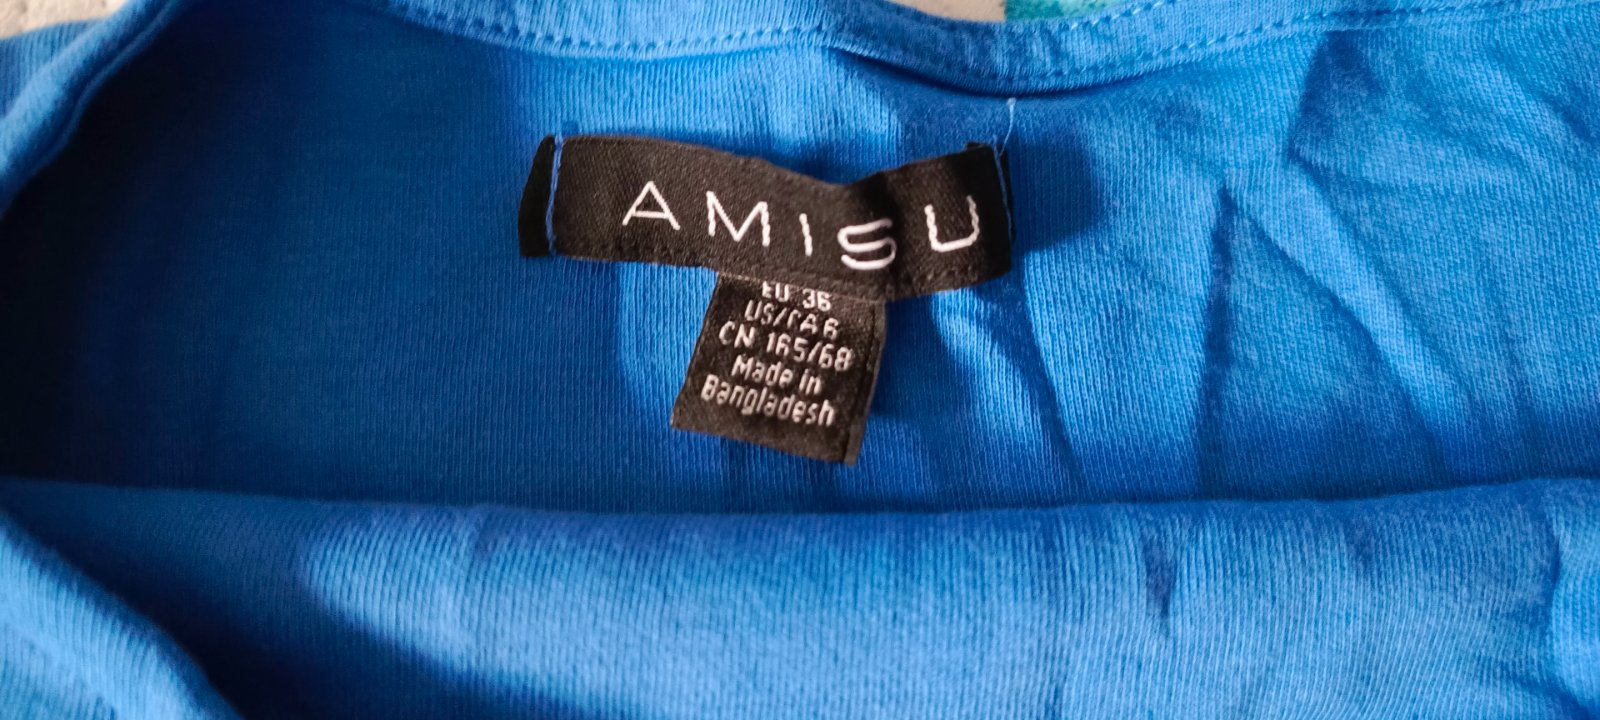 AMISU
EU 36
US/CA 6
CN 165/68
Made in
Bangladesh